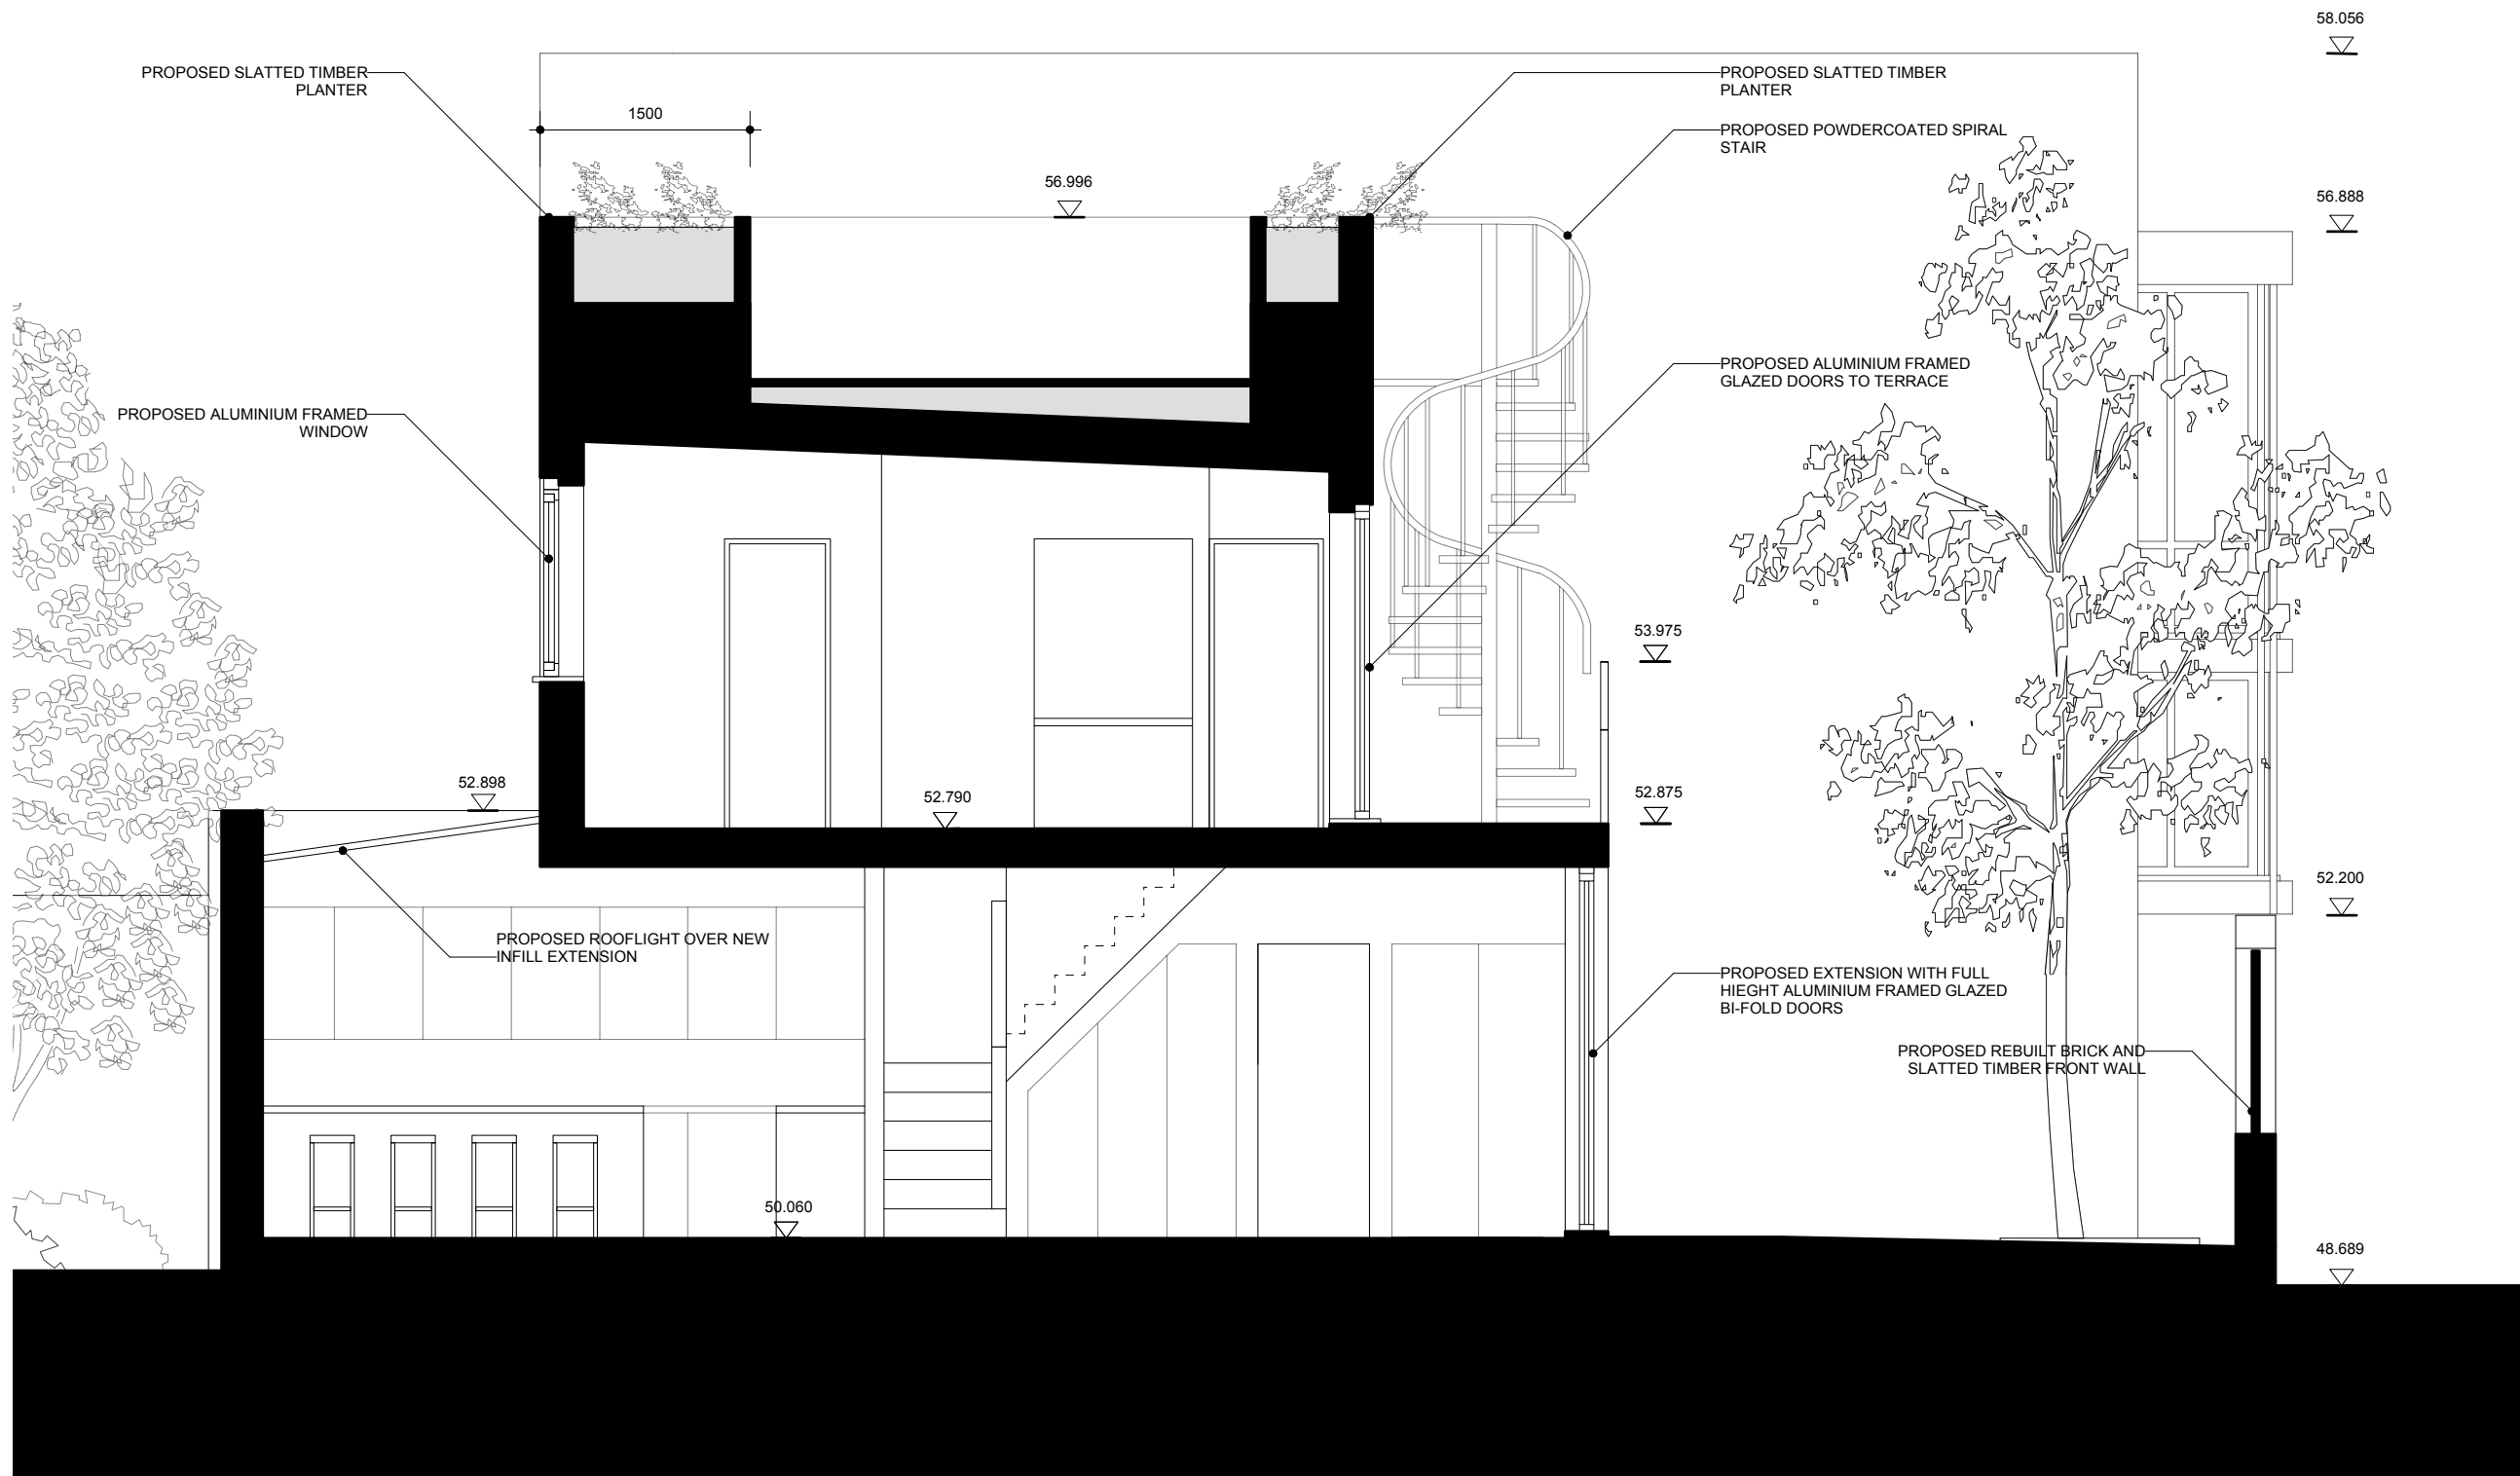 58.056
PROPOSED SLATTED TIMBER
PLANTER
PROPOSED SLATTED TIMBER
PLANTER
1500
PROPOSED POWDERCOATED SPIRAL
STAIR
56.996
56.888
PROPOSED ALUMINIUM FRAMED
GLAZED DOORS TO TERRACE
PROPOSED ALUMINIUM FRAMED
WINDOW
53.975
52.898
52.790
52.875
52.200
PROPOSED ROOFLIGHT OVER NEW
INFILL EXTENSION
PROPOSED EXTENSION WITH FULL
HIEGHT ALUMINIUM FRAMED GLAZED
BI-FOLD DOORS
PROPOSED REBUILT BRICK AND
SLATTED TIMBER FRONT WALL
50.060
48.689